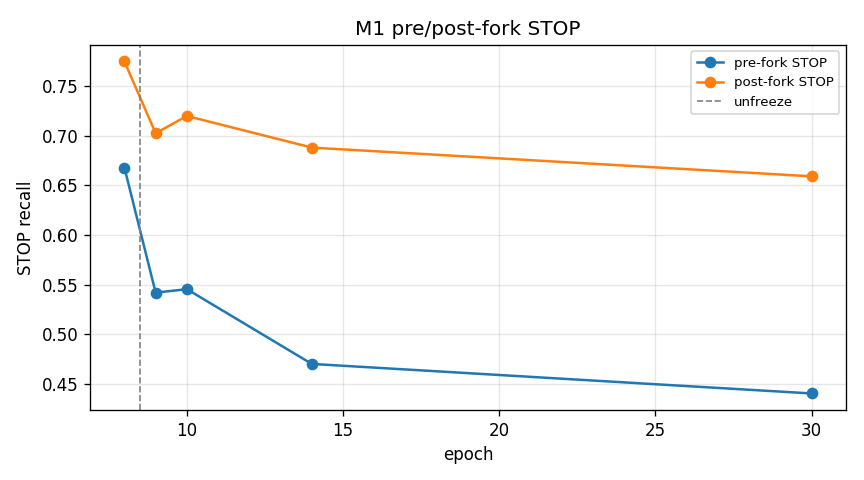 M1 pre/post-fork STOP
pre-fork STOP
post-fork STOP
unfreeze
STOP recall
0.75
0.70
0.65
0.60
0.55
0.50
0.45
10
15
20
25
30
epoch